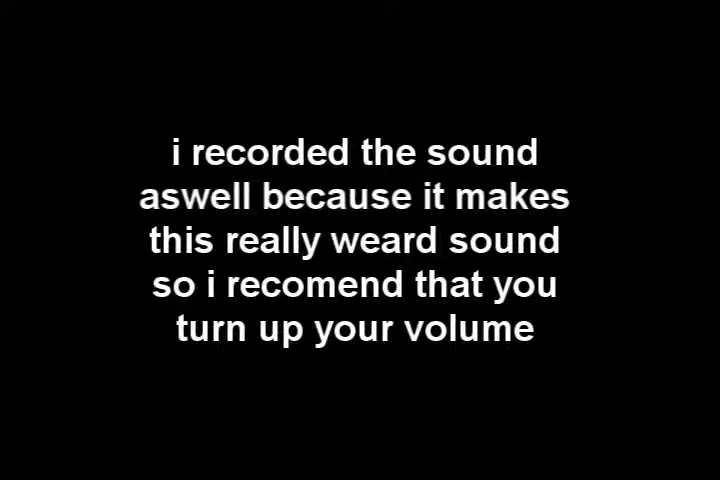 i recorded the sound
aswell because it makes
this really weard sound
so i recomend that you
turn up your volume